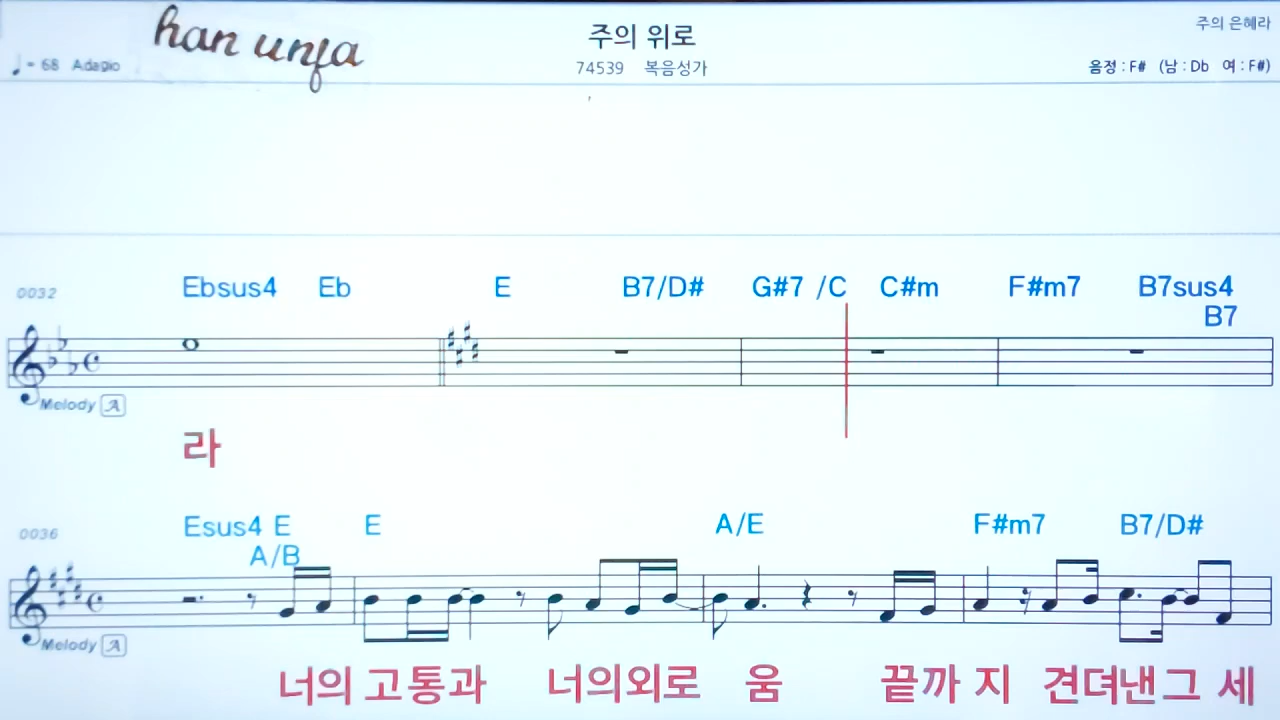 han unfa
주의 위로
주의 은혜라
♩= 68 Adagio
74539 복음성가
음정 : F# (남 : Db 여 : F#)
0032
Ebsus4 Eb E B7/D# G#7 /C C#m F#m7 B7sus4
B7
Melody A
라
0036
Esus4 E E A/E F#m7 B7/D#
A/B
Melody A
너의 고통과 너의외로 움 끝까 지 견뎌낸그 세